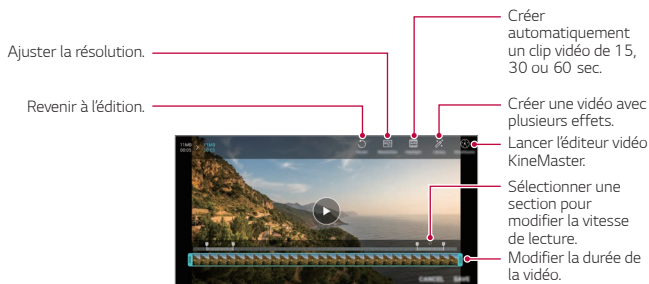 Ajuster la résolution.
Revenir à l'édition.
Créer
automatiquement
un clip vidéo de 15,
30 ou 60 sec.
Créer une vidéo avec
plusieurs effets.
Lancer l'éditeur vidéo
KineMaster.
Sélectionner une
section pour
modifier la vitesse
de lecture.
Modifier la durée de
la vidéo.
CANCEL SAVE